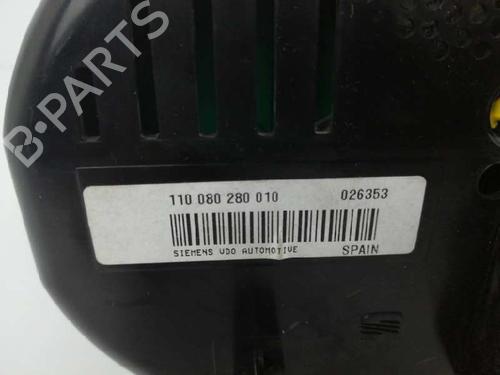 B-PARTS
110 080 280 010 026353
SIEMENS VDO AUTOMOTIVE SPAIN